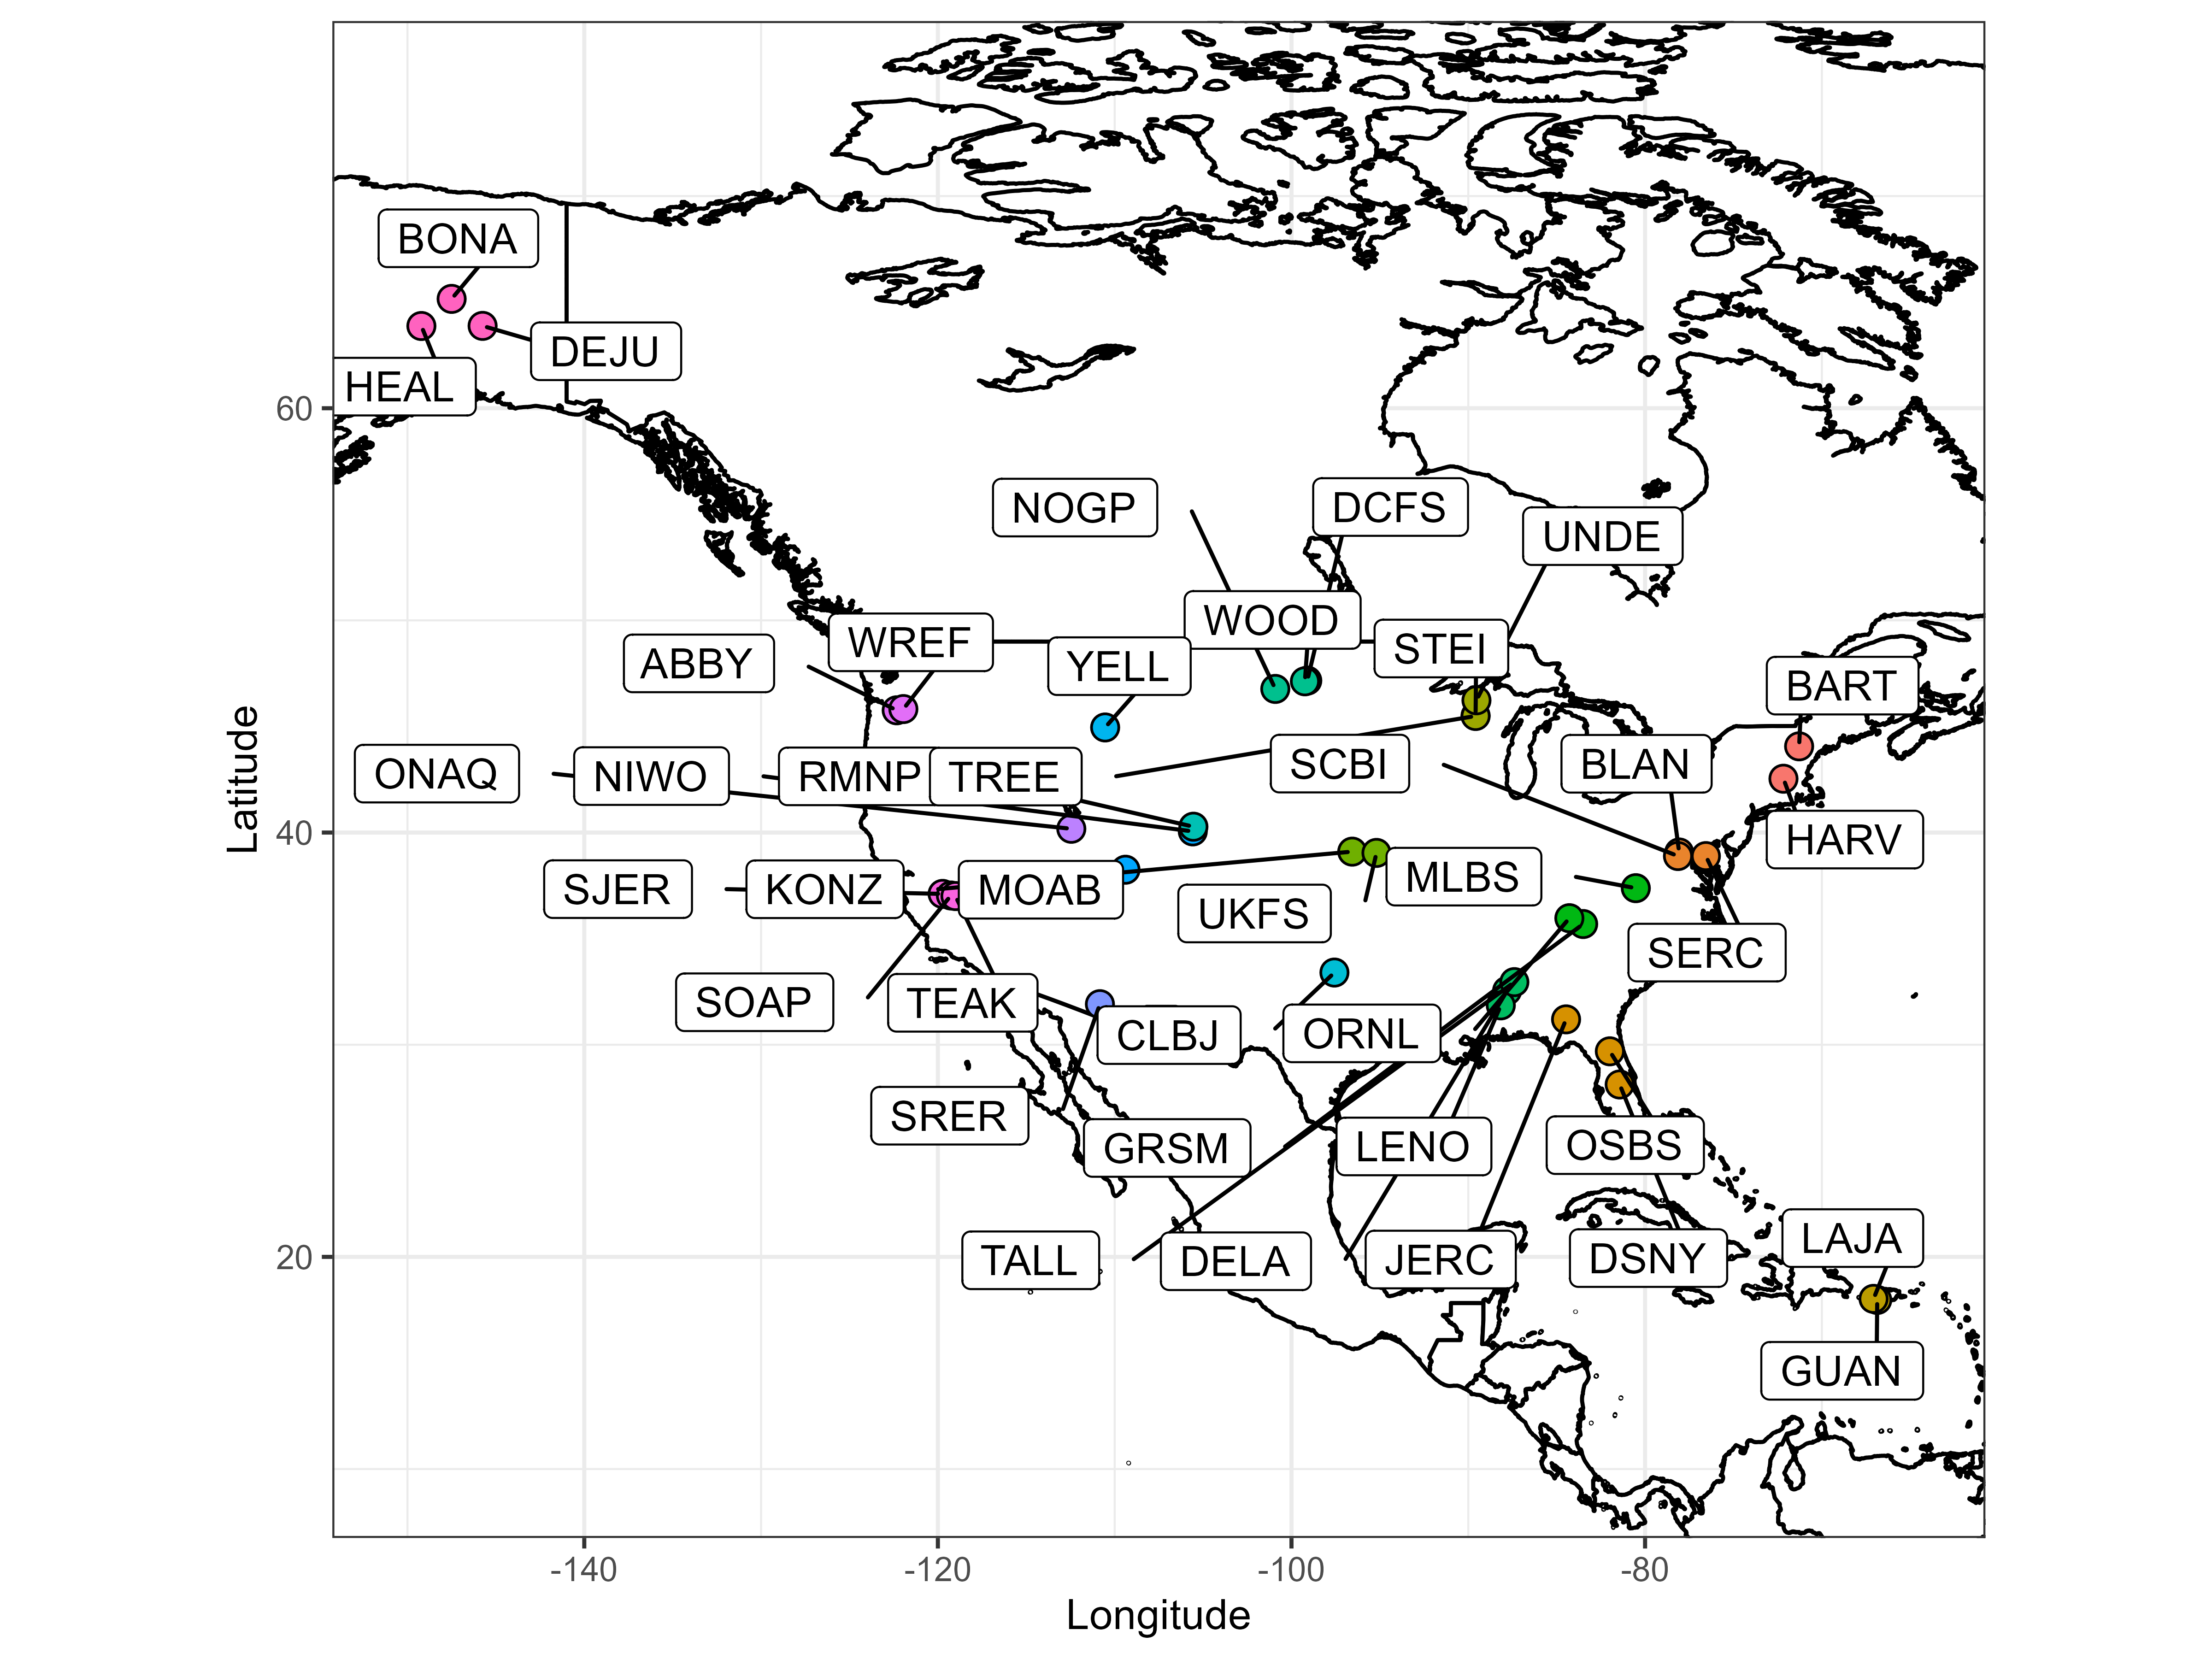 BONA
DEJU
HEAL
60
NOGP
DCFS
UNDE
WOOD
WREF
STEI
ABBY
YELL
BART
ONAQ
NIWO
RMNP
TREE
SCBI
BLAN
40
HARV
SJER
KONZ
MOAB
MLBS
UKFS
SERC
SOAP
TEAK
CLBJ
ORNL
SRER
GRSM
LENO
OSBS
LAJA
20
TALL
DELA
JERC
DSNY
GUAN
-140
-120
-100
-80
Longitude
Latitude